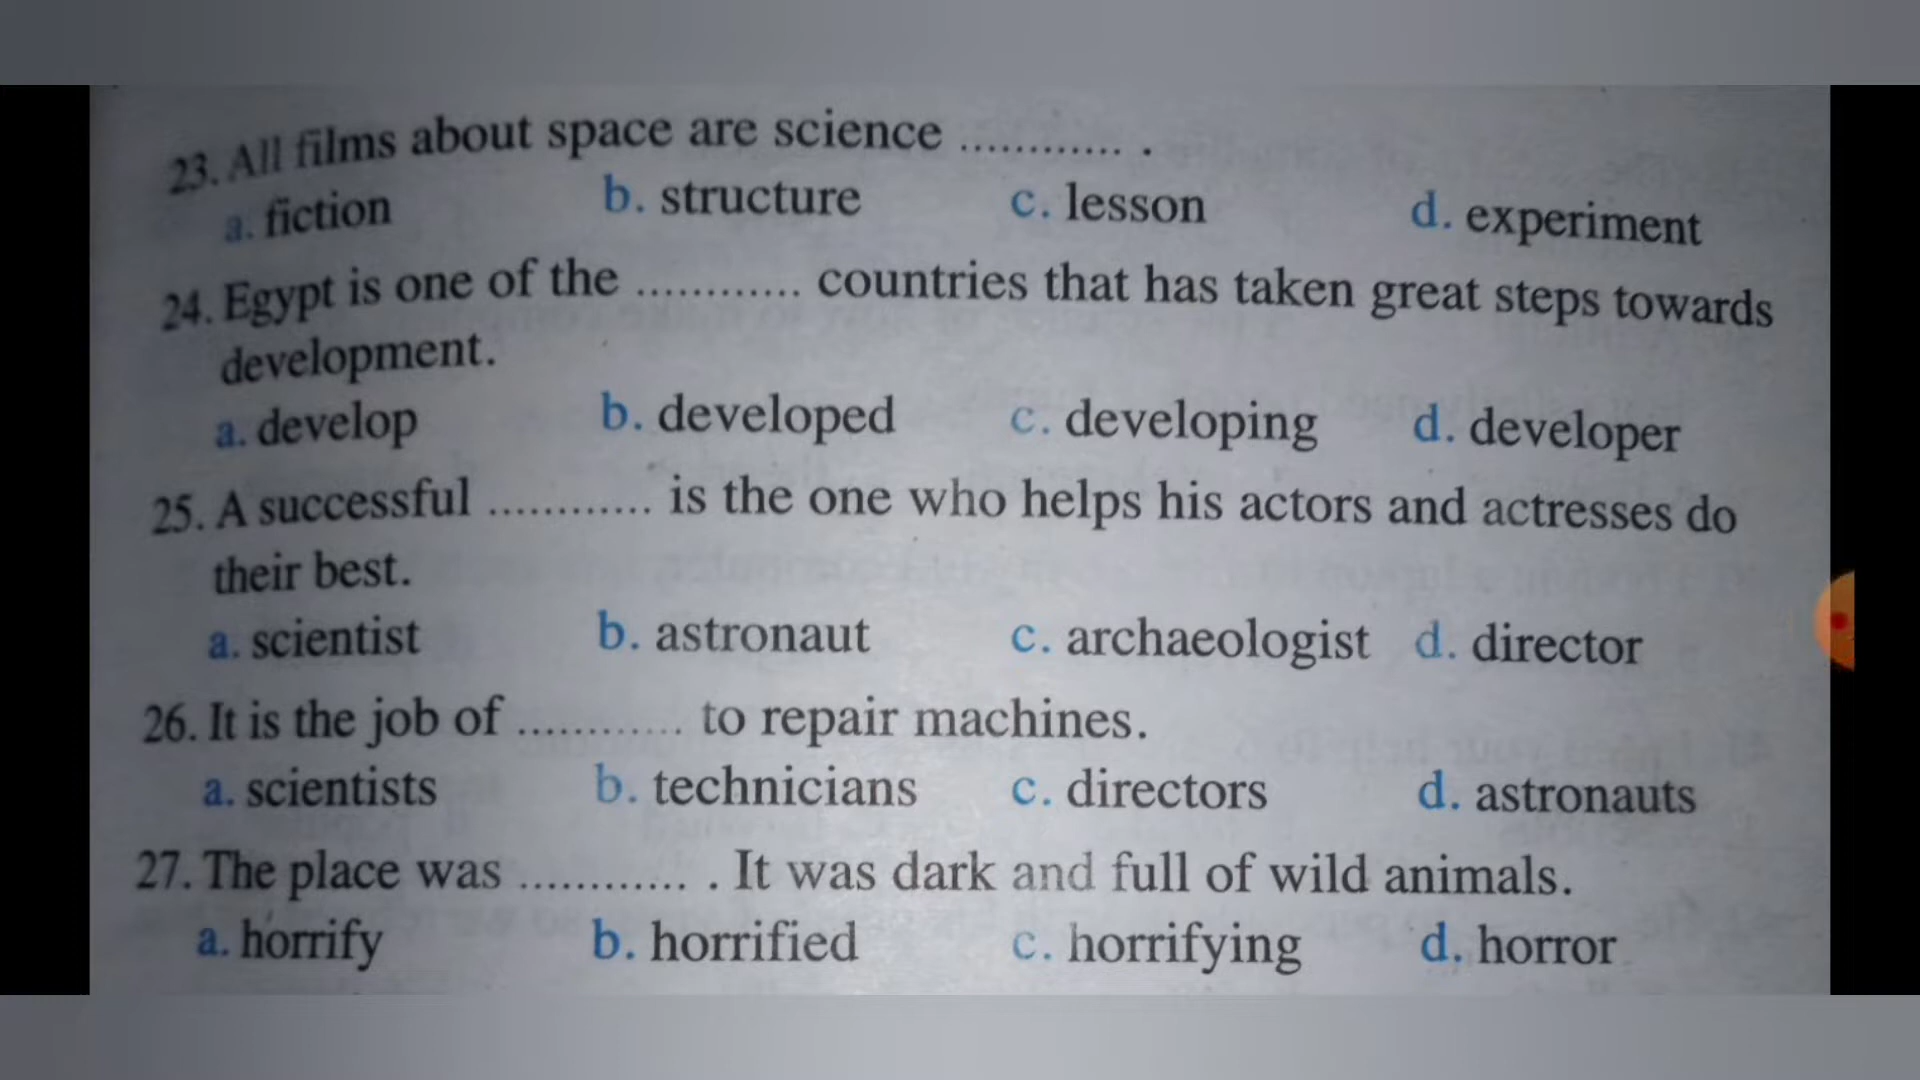 23. All films about space are science ............ .
a. fiction b. structure c. lesson d. experiment
24. Egypt is one of the ............ countries that has taken great steps towards
development.
a. develop b. developed c. developing d. developer
25. A successful ............ is the one who helps his actors and actresses do
their best.
a. scientist b. astronaut c. archaeologist d. director
26. It is the job of ............ to repair machines.
a. scientists b. technicians c. directors d. astronauts
27. The place was ............ . It was dark and full of wild animals.
a. horrify b. horrified c. horrifying d. horror